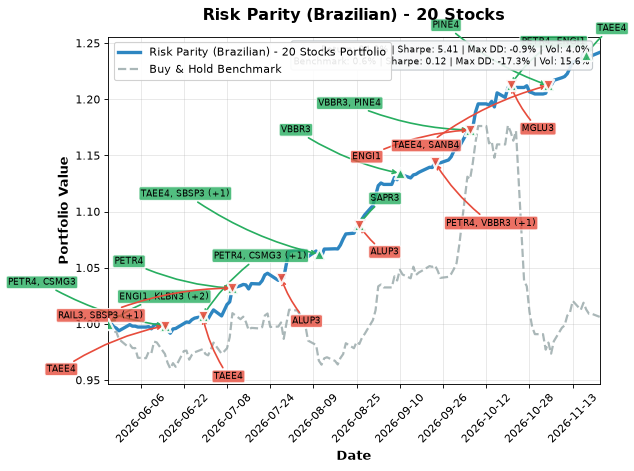 Risk Parity (Brazilian) - 20 Stocks
PINE4
TAEE4
PETR4, ENGI1
Risk Parity (Brazilian) - 20 Stocks Portfolio
| Sharpe: 5.41 | Max DD: -0.9% | Vol: 4.0%
Buy & Hold Benchmark
Benchmark: 0.6% | Sharpe: 0.12 | Max DD: -17.3% | Vol: 15.6%
VBBR3, PINE4
VBBR3
MGLU3
TAEE4, SANB4
ENGI1
TAEE4, SBSP3 (+1)
SAPR3
PETR4, VBBR3 (+1)
ALUP3
PETR4, CSMG3 (+1)
PETR4
PETR4, CSMG3
ENGI1, KLBN3 (+2)
RAIL3, SBSP3 (+1)
ALUP3
TAEE4
TAEE4
Portfolio Value
1.25
1.20
1.15
1.10
1.05
1.00
0.95
2026-06-06
2026-06-22
2026-07-08
2026-07-24
2026-08-09
2026-08-25
2026-09-10
2026-09-26
2026-10-12
2026-10-28
2026-11-13
Date